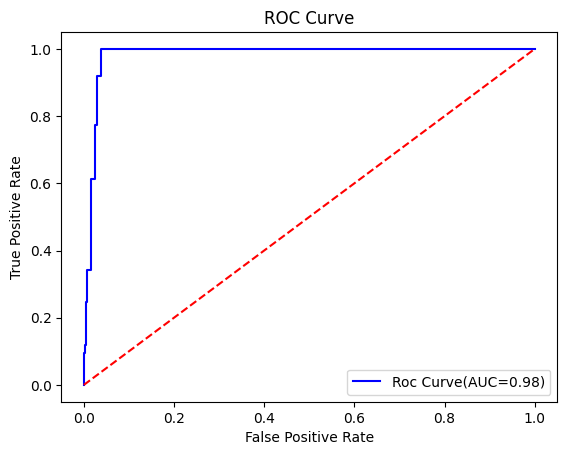 ROC Curve
True Positive Rate
1.0
0.8
0.6
0.4
0.2
0.0
Roc Curve(AUC=0.98)
0.0 0.2 0.4 0.6 0.8 1.0
False Positive Rate